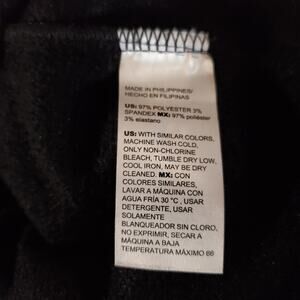 MADE IN PHILIPPINES/
HECHO EN FILIPINAS
US: 97% POLYESTER 3%
SPANDEX MX: 97% poliéster
3% elastano
US: WITH SIMILAR COLORS,
MACHINE WASH COLD,
ONLY NON-CHLORINE
BLEACH, TUMBLE DRY LOW,
COOL IRON, MAY BE DRY
CLEANED. MX: CON
COLORES SIMILARES,
LAVAR A MÁQUINA CON
AGUA FRÍA 30 °C , USAR
DETERGENTE, USAR
SOLAMENTE
BLANQUEADOR SIN CLORO,
NO EXPRIMIR, SECAR A
MÁQUINA A BAJA
TEMPERATURA MÁXIMO 66